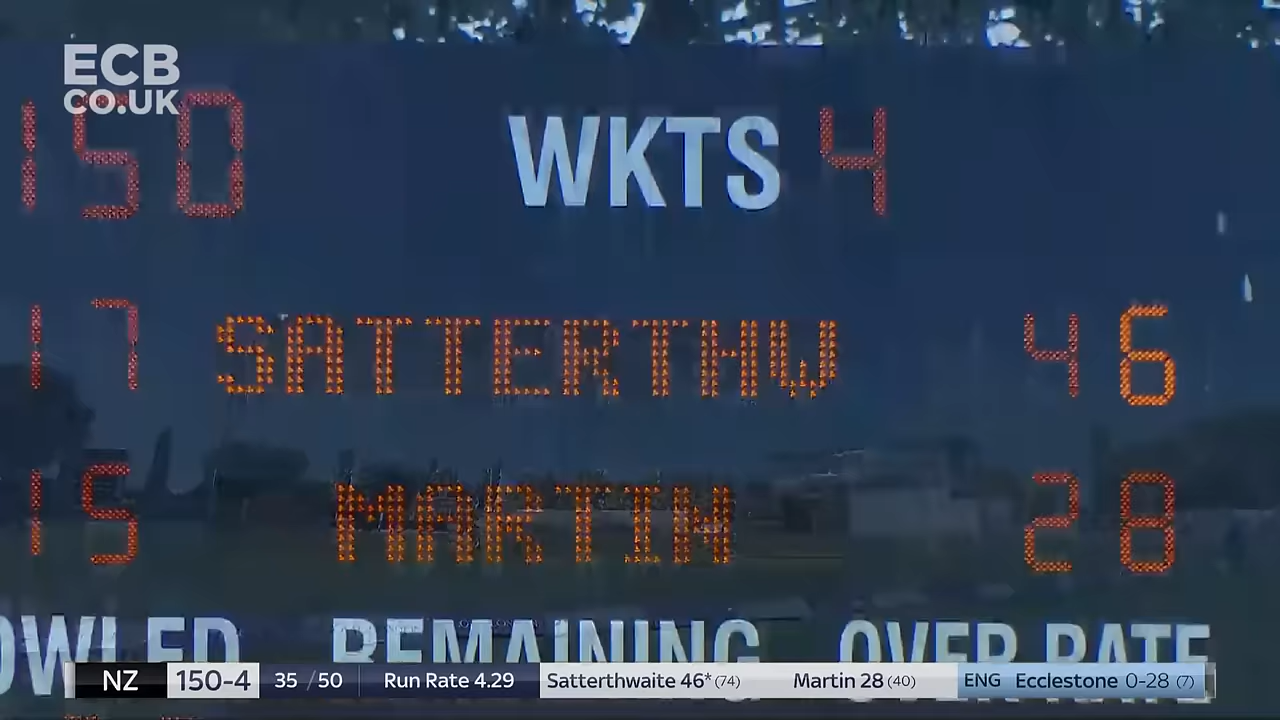 ECB
CO.UK
150 WKTS 4
17 SATTERTHW 46
15 MARTIN 28
OWLED REMAINING OVER RATE
NZ 150-4 35 / 50 Run Rate 4.29 Satterthwaite 46* (74) Martin 28 (40) ENG Ecclestone 0-28 (7)